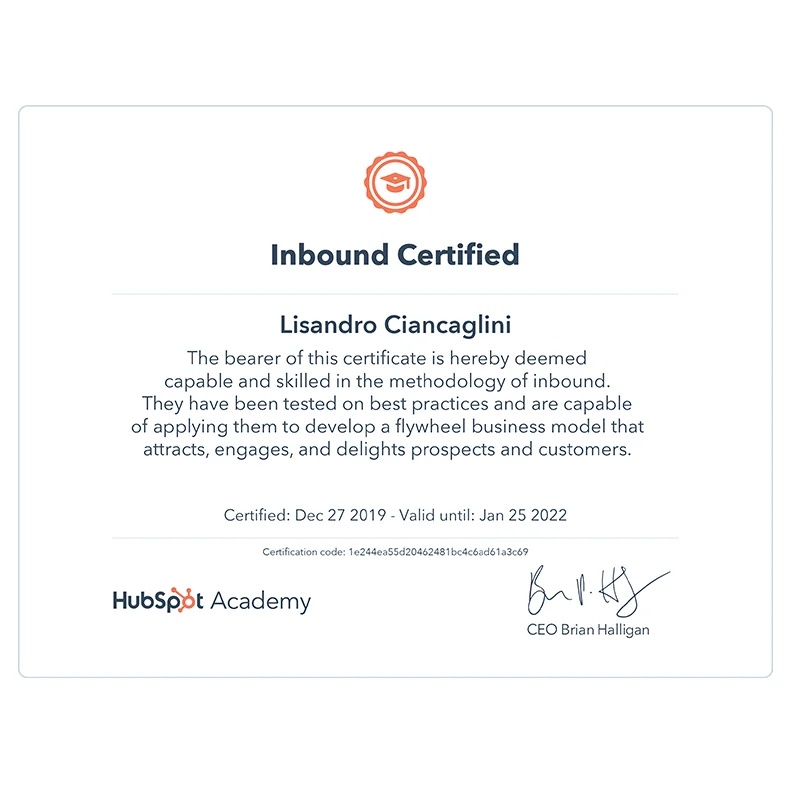 Inbound Certified
Lisandro Ciancaglini
The bearer of this certificate is hereby deemed
capable and skilled in the methodology of inbound.
They have been tested on best practices and are capable
of applying them to develop a flywheel business model that
attracts, engages, and delights prospects and customers.
Certified: Dec 27 2019 - Valid until: Jan 25 2022
Certification code: 1e244ea55d20462481bc4c6ad61a3c69
HubSpot Academy
CEO Brian Halligan